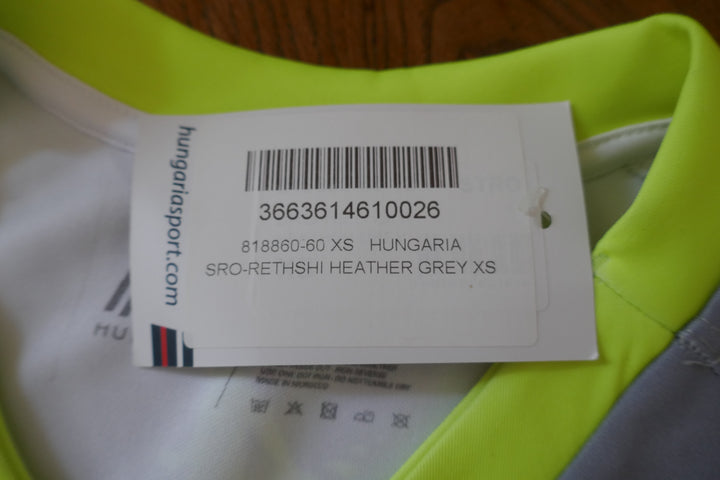 hungariasport.com
3663614610026
818860-60 XS HUNGARIA
SRO-RETHSHI HEATHER GREY XS
HU
MADE IN MOROCCO